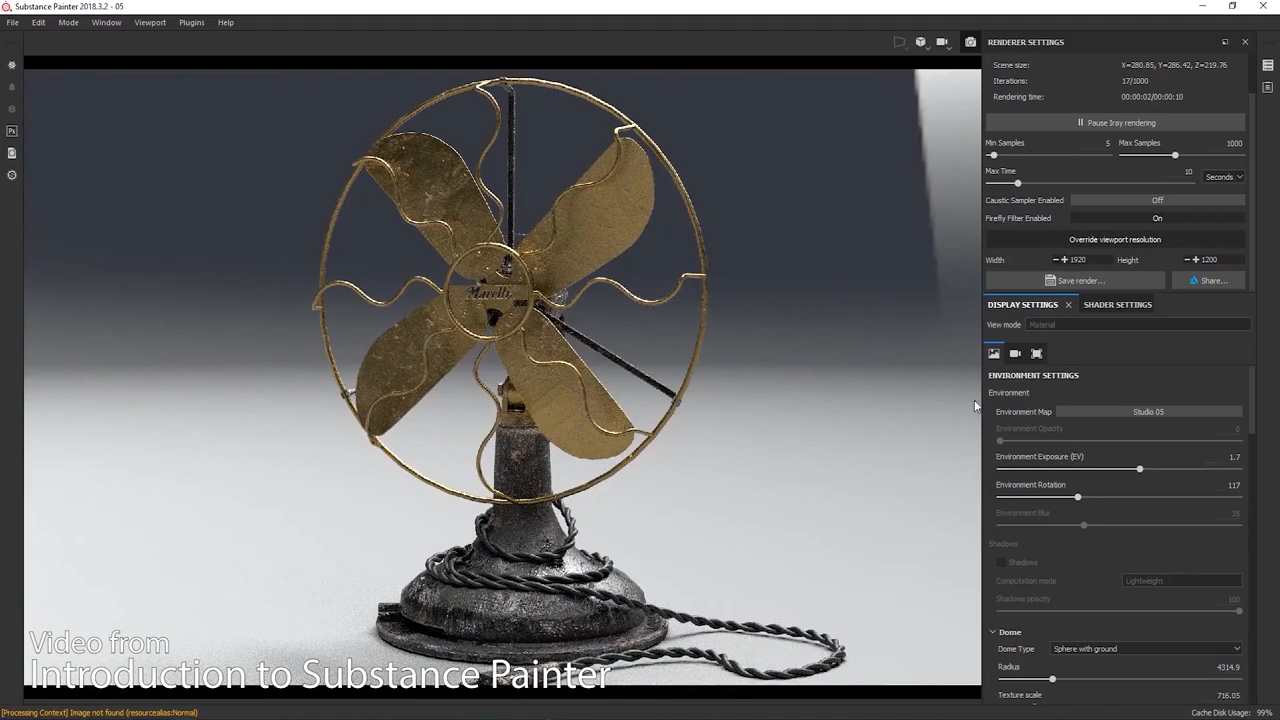 Substance Painter 2018.3.2 - 05
File Edit Mode Window Viewport Plugins Help
RENDERER SETTINGS
Scene size: X=280.85, Y=286.42, Z=219.76
Iterations: 17/1000
Rendering time: 00:00:02/00:00:10
Pause Iray rendering
Min Samples 5 Max Samples 1000
Max Time 10 Seconds
Caustic Sampler Enabled Off
Firefly Filter Enabled On
Override viewport resolution
Width 1920 Height 1200
Save render... Share...
DISPLAY SETTINGS SHADER SETTINGS
View mode Material
ENVIRONMENT SETTINGS
Environment
Environment Map Studio 05
Environment Opacity 0
Environment Exposure (EV) 1.7
Environment Rotation 117
Environment Blur 35
Shadows
Shadows
Computation mode Lightweight
Shadows opacity 100
Dome
Dome Type Sphere with ground
Radius 4314.9
Texture scale 716.05
Ps
Marelli
Video from
Introduction to Substance Painter
[Processing Context] Image not found (resourcealias:Normal)
Cache Disk Usage: 99%